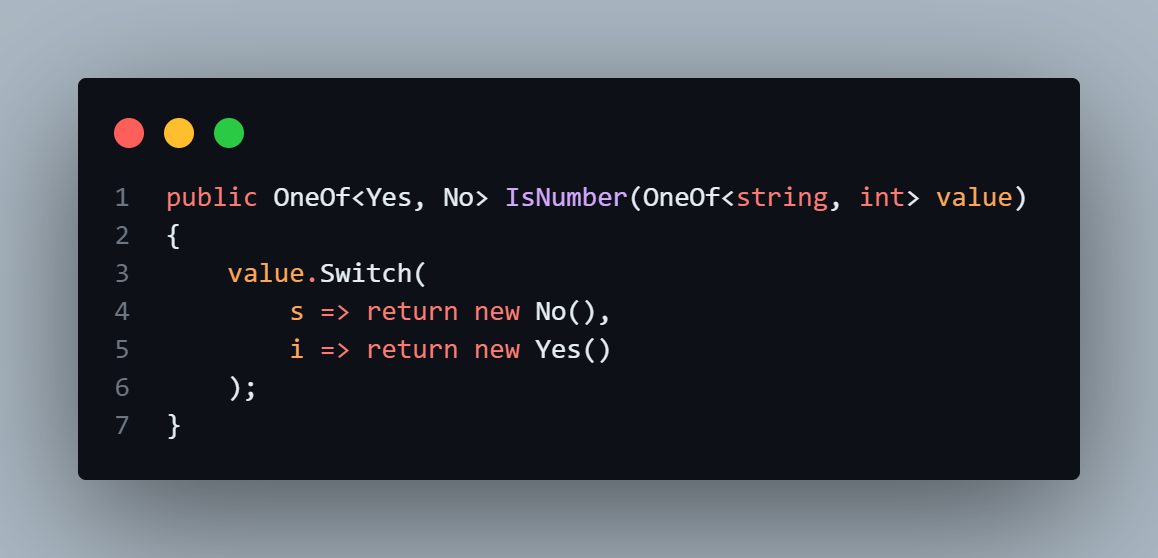 1 public OneOf<Yes, No> IsNumber(OneOf<string, int> value)
2 {
3     value.Switch(
4         s => return new No(),
5         i => return new Yes()
6     );
7 }